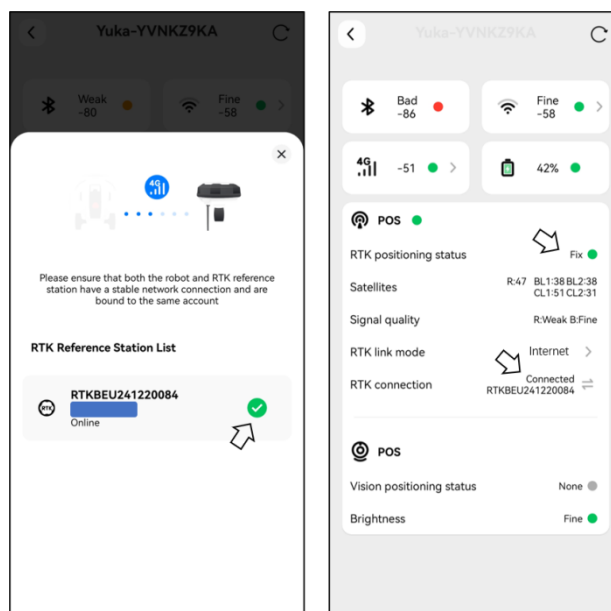 Yuka-YVNKZ9KA
Weak
-80
Fine
-58
4G
Please ensure that both the robot and RTK reference
station have a stable network connection and are
bound to the same account
RTK Reference Station List
RTK
RTKBEU241220084
Online
Yuka-YVNKZ9KA
Bad
-86
Fine
-58
4G
-51
42%
POS
RTK positioning status Fix
Satellites R:47 BL1:38 BL2:38
CL1:51 CL2:31
Signal quality R:Weak B:Fine
RTK link mode Internet
RTK connection Connected
RTKBEU241220084
POS
Vision positioning status None
Brightness Fine